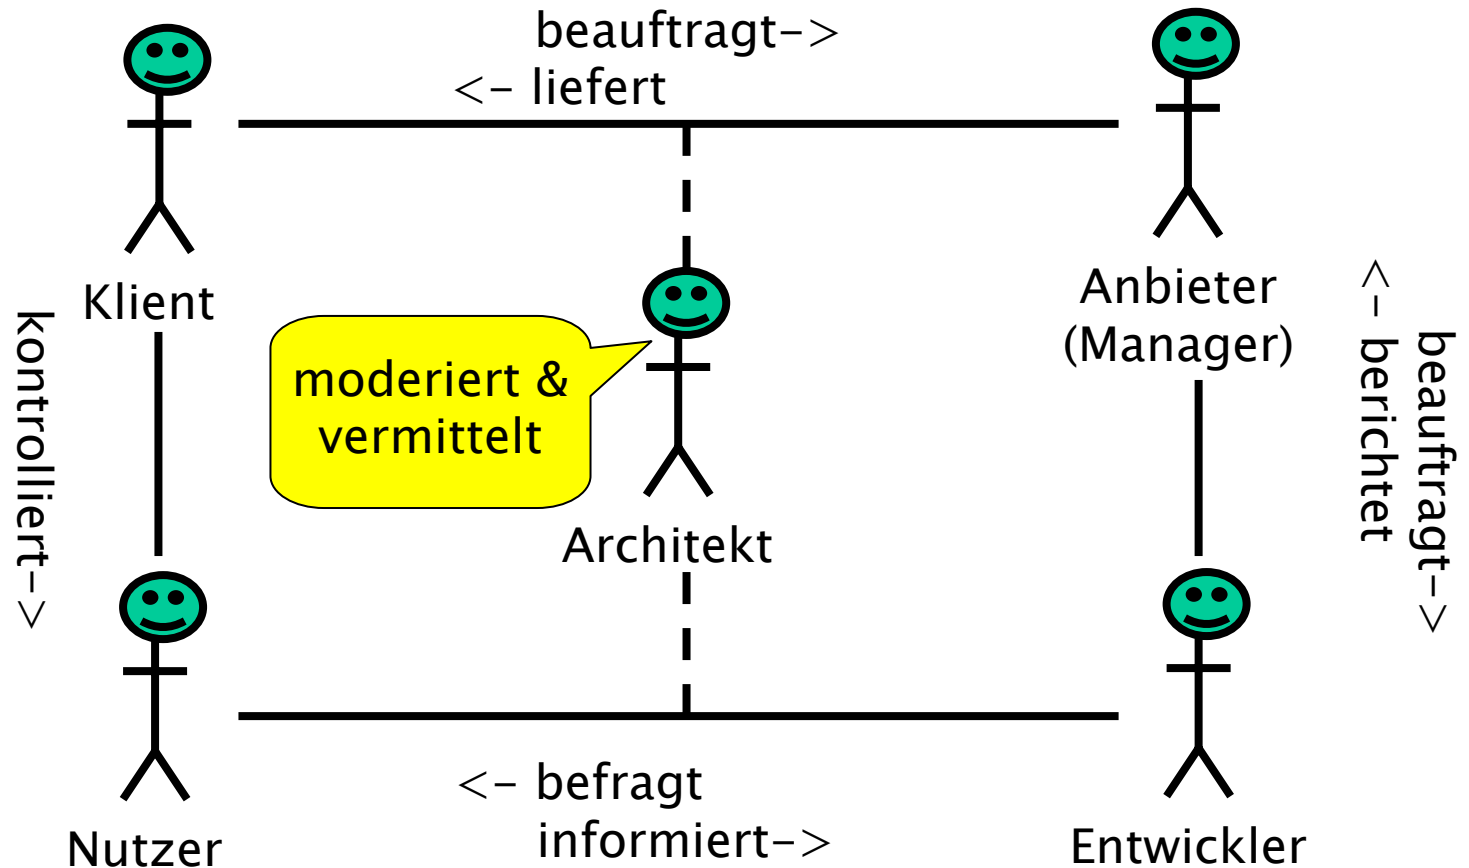 beauftragt->
<- liefert
Klient
Anbieter
(Manager)
kontrolliert->
moderiert &
vermittelt
<- berichtet
beauftragt->
Architekt
<- befragt
informiert->
Nutzer
Entwickler